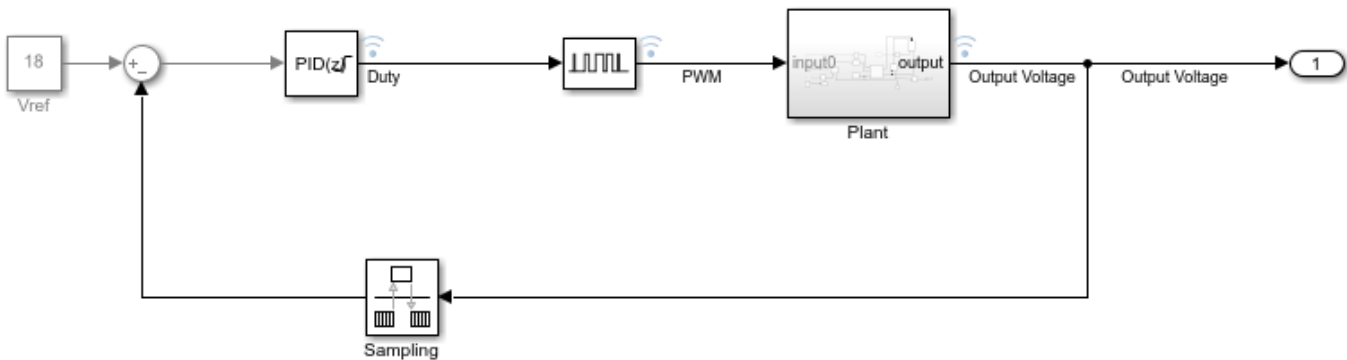 18
Vref
+
−
PID(z)
Duty
PWM
input0
output
Plant
Output Voltage
Output Voltage
1
Sampling